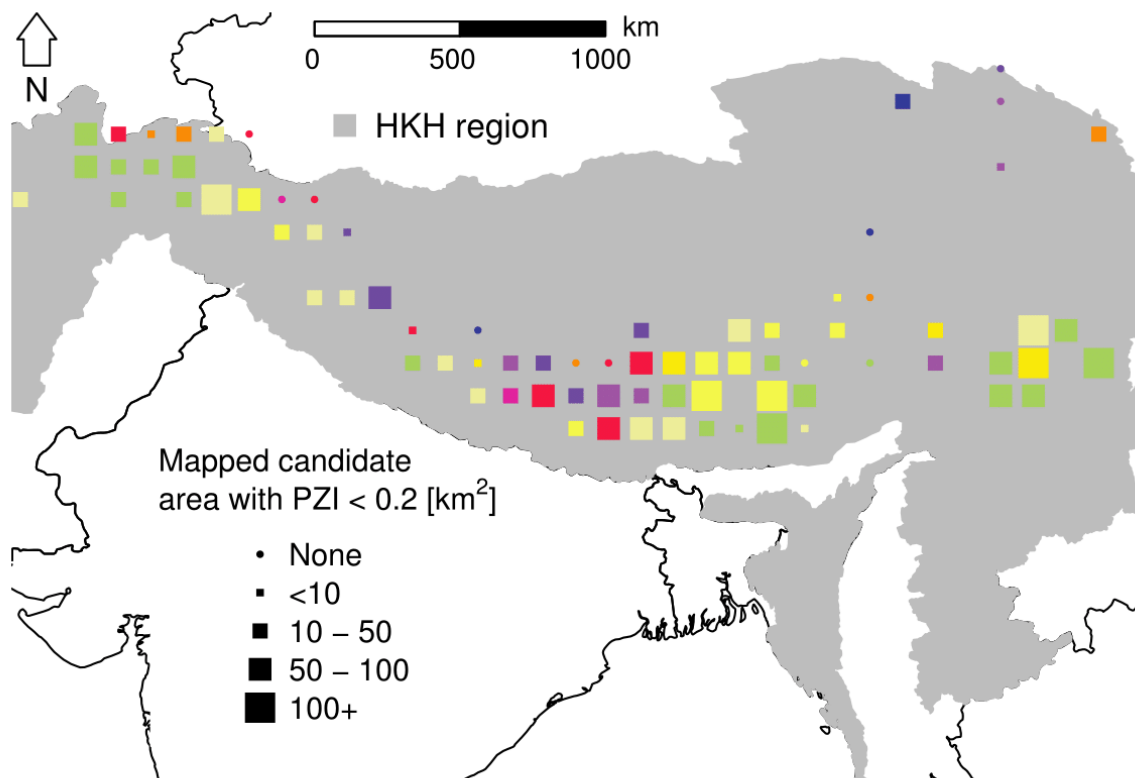 km
0 500 1000
N
HKH region
Mapped candidate
area with PZI < 0.2 [km²]
None
<10
10 – 50
50 – 100
100+